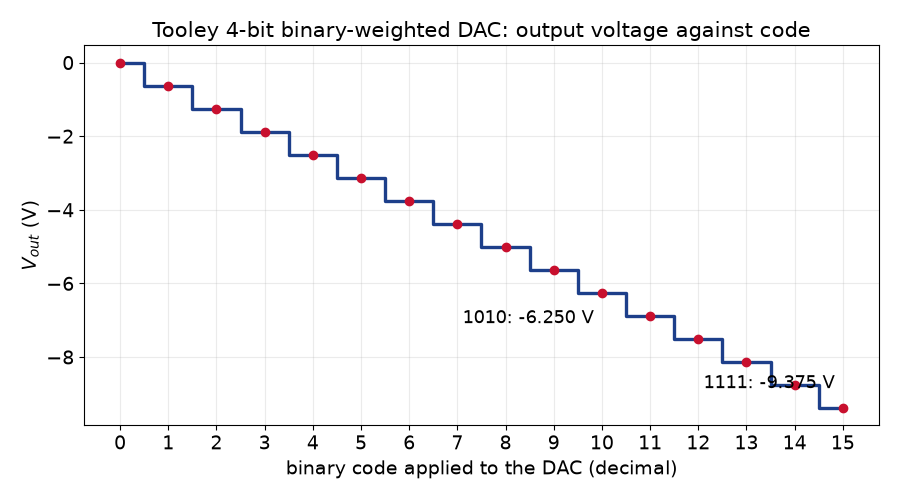 Tooley 4-bit binary-weighted DAC: output voltage against code
V_out (V)
0
−2
−4
−6
−8
1010: -6.250 V
1111: -9.375 V
0 1 2 3 4 5 6 7 8 9 10 11 12 13 14 15
binary code applied to the DAC (decimal)